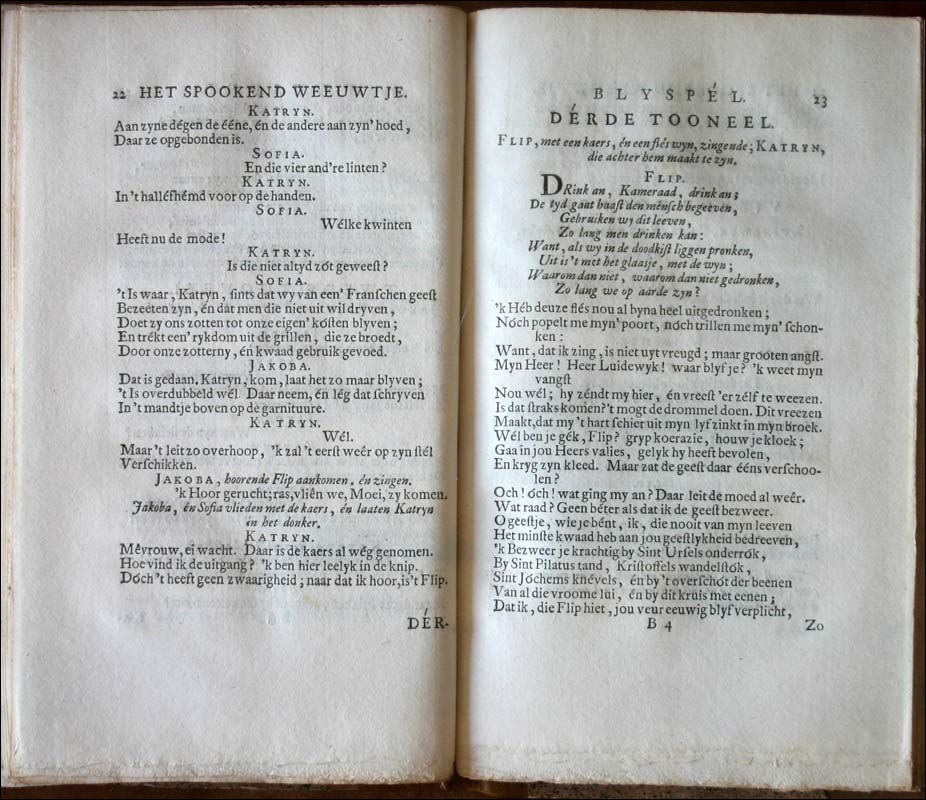 22 HET SPOOKEND WEEUWTJE.
KATRYN.
Aan zyne dégen de ééne, én de andere aan zyn' hoed,
Daar ze opgebonden is.
SOFIA.
En die vier and're linten?
KATRYN.
In 't halléfhémd voor op de handen.
SOFIA.
Wélke kwinten
Heeft nu de mode!
KATRYN.
Is die niet altyd zót geweeſt?
SOFIA.
't Is waar, Katryn, ſints dat wy van een' Franſchen geeſt
Bezeeten zyn, én dat men die niet uit wil dryven,
Doet zy ons zotten tot onze eigen' kóſten blyven;
En trékt een' rykdom uit de grillen, die ze broedt,
Door onze zotterny, én kwaad gebruik gevoed.
JAKOBA.
Dat is gedaan. Katryn, kom, laat het zo maar blyven;
't Is overdubbeld wél. Daar neem, én lég dat ſchryven
In 't mandtje boven op de garnituure.
KATRYN.
Wél.
Maar 't leit zo overhoop, 'k zal 't eerſt weêr op zyn ſtél
Verſchikken.
JAKOBA, hoorende Flip aankomen, én zingen.
'k Hoor gerucht; ras, vliên we, Moei, zy komen.
Jakoba, én Sofia vlieden met de kaers, én laaten Katryn
in het donker.
KATRYN.
Mêvrouw, ei wacht. Daar is de kaers al wég genomen.
Hoe vind ik de uitgang? 'k ben hier leelyk in de knip.
Dóch 't heeft geen zwaarigheid; naar dat ik hoor, is't Flip.
DÉR-
BLYSPÉL. 23
DÉRDE TOONEEL.
FLIP, met een kaers, én een flés wyn, zingende; KATRYN,
die achter hem maakt te zyn.
FLIP.
DRink an, Kameraad, drink an;
De tyd gaat haaſt den ménſch begeeven,
Gebruiken wy dit leeven,
Zo lang men drinken kan:
Want, als wy in de doodkiſt liggen pronken,
Uit is 't met het glaasje, met de wyn;
Waarom dan niet, waarom dan niet gedronken,
Zo lang we op aarde zyn?
'k Héb deuze flés nou al byna heel uitgedronken;
Nóch popelt me myn' poort, nóch trillen me myn' ſchon-
ken:
Want, dat ik zing, is niet uyt vreugd; maar grooten angſt.
Myn Heer! Heer Luidewyk! waar blyf je? 'k weet myn
vangſt
Nou wél; hy zéndt my hier, én vreeſt 'er zélf te weezen.
Is dat ſtraks komen? 't mogt de drommel doen. Dit vreezen
Maakt, dat my 't hart ſchier uit myn lyf zinkt in myn broek.
Wél ben je gék, Flip? gryp koerazie, houw je kloek;
Gaa in jou Heers valies, gelyk hy heeft bevolen,
En kryg zyn kleed. Maar zat de geeſt daar ééns verſchoo-
len?
Och! óch! wat ging my an? Daar leit de moed al weêr.
Wat raad? Geen béter als dat ik de geeſt bezweer.
O geeſtje, wie je bént, ik, die nooit van myn leeven
Het minſte kwaad heb aan jou geeſtlykheid bedreeven,
'k Bezweer je krachtig by Sint Urſels onderrók,
By Sint Pilatus tand, Kriſtoffels wandelſtók,
Sint Jóchems knévels, én by 't overſchót der beenen
Van al die vroome lui, én by dit kruis met eenen;
Dat ik, die Flip hiet, jou veur eeuwig blyf verplicht,
B 4 Zo